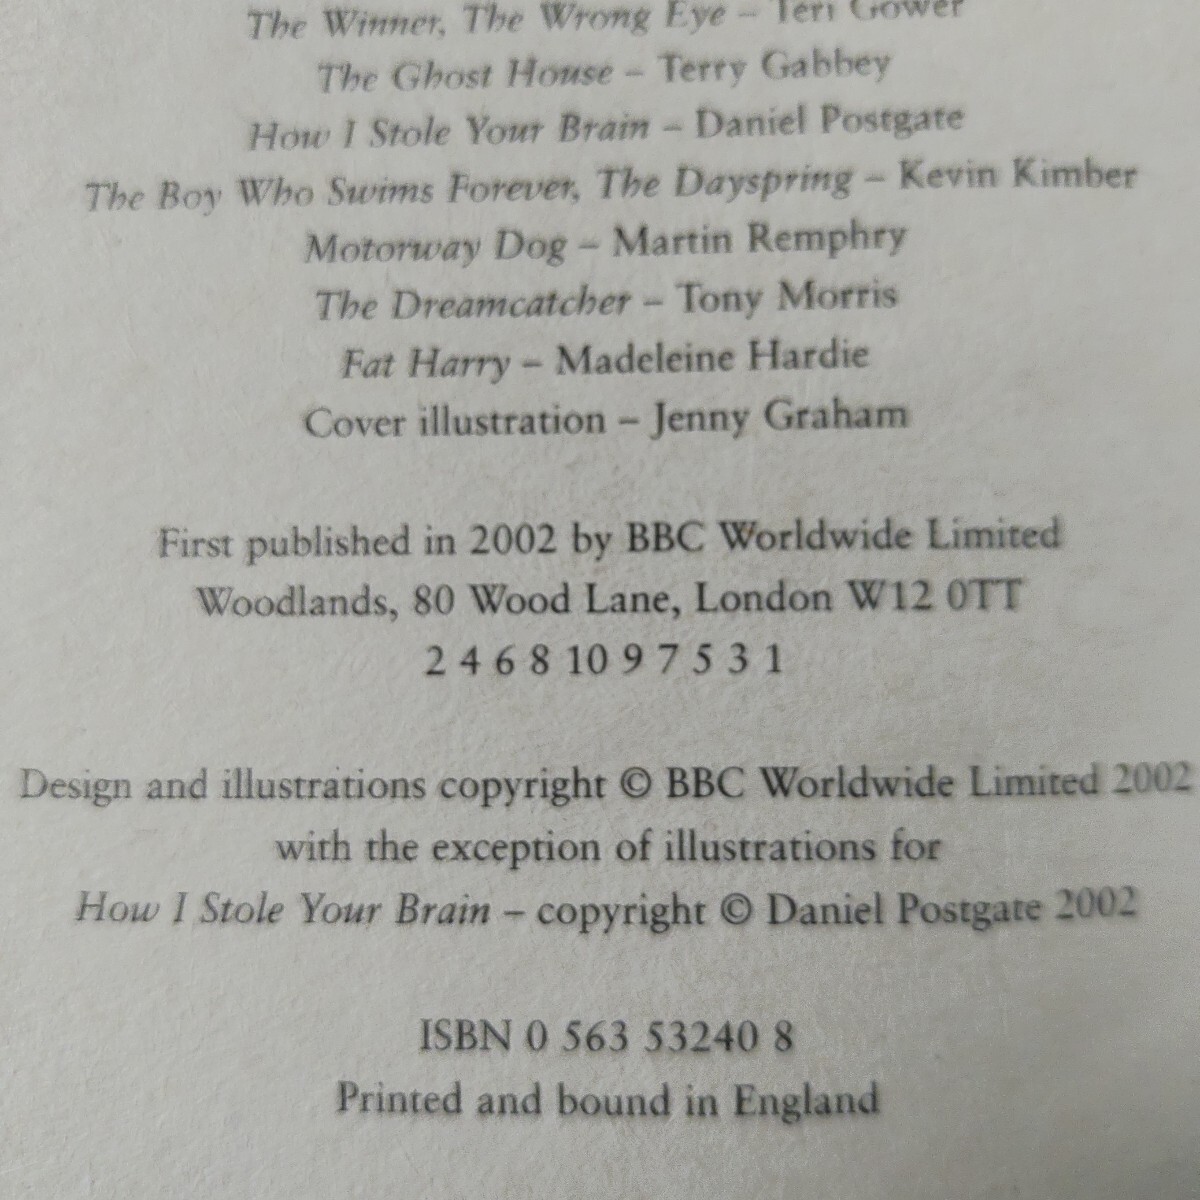 The Winner, The Wrong Eye – Teri Gower
The Ghost House – Terry Gabbey
How I Stole Your Brain – Daniel Postgate
The Boy Who Swims Forever, The Dayspring – Kevin Kimber
Motorway Dog – Martin Remphry
The Dreamcatcher – Tony Morris
Fat Harry – Madeleine Hardie
Cover illustration – Jenny Graham
First published in 2002 by BBC Worldwide Limited
Woodlands, 80 Wood Lane, London W12 0TT
2 4 6 8 10 9 7 5 3 1
Design and illustrations copyright © BBC Worldwide Limited 2002
with the exception of illustrations for
How I Stole Your Brain – copyright © Daniel Postgate 2002
ISBN 0 563 53240 8
Printed and bound in England